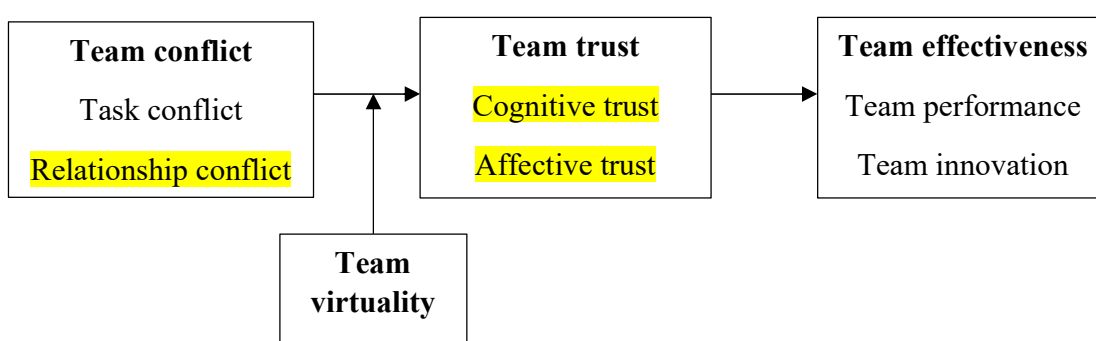 Team conflict
Task conflict
Relationship conflict
Team trust
Cognitive trust
Affective trust
Team effectiveness
Team performance
Team innovation
Team
virtuality